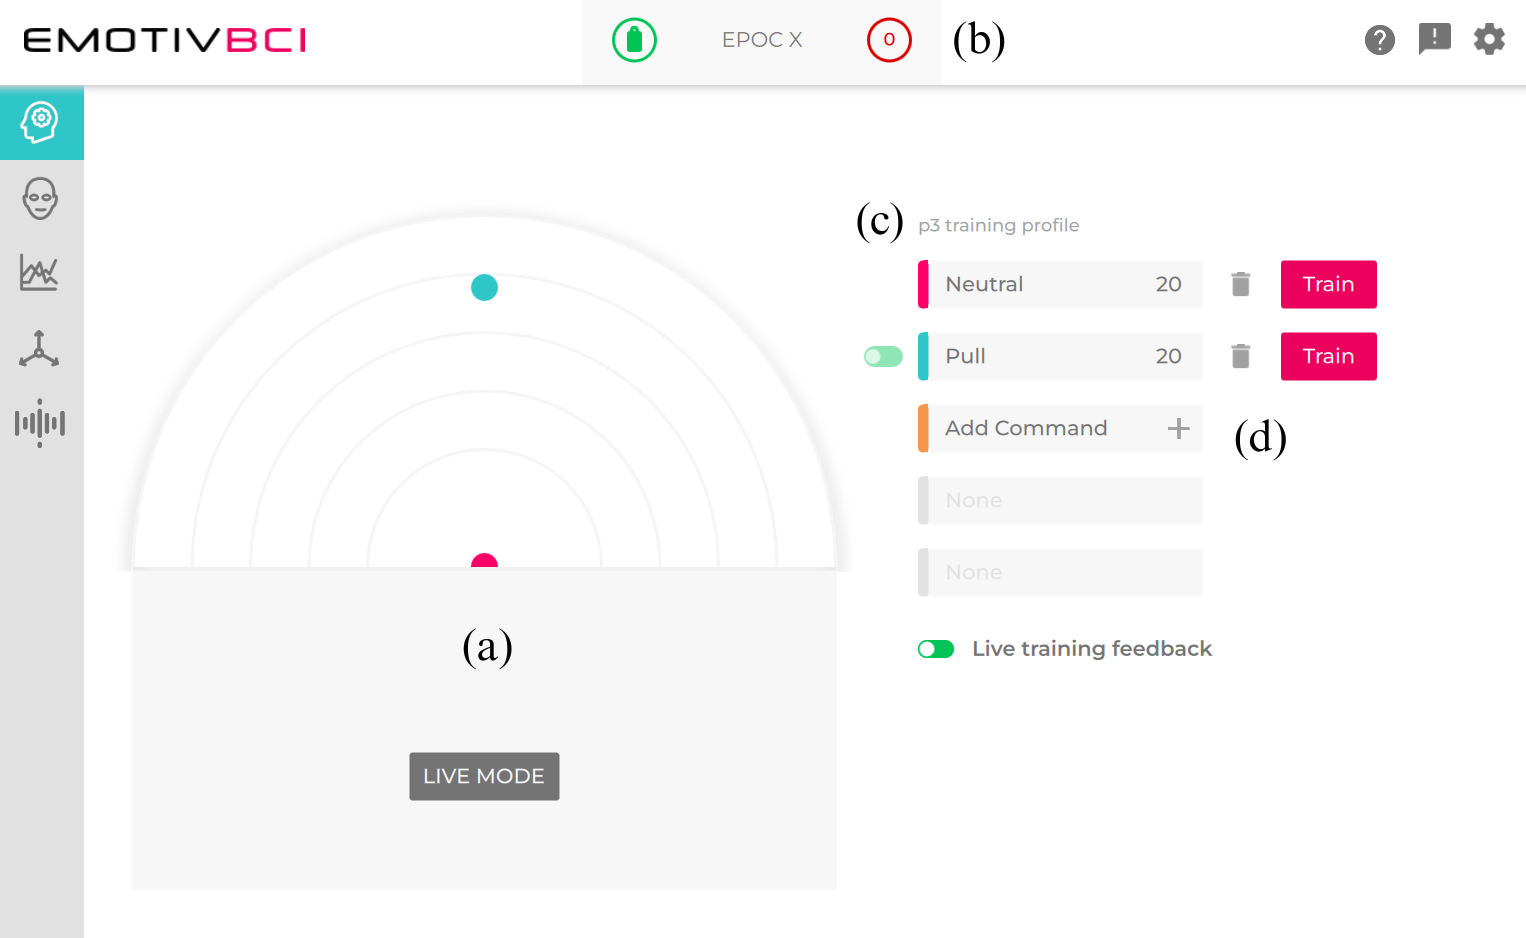 EMOTIVBCI
EPOC X
0
(b)
(c)
p3 training profile
Neutral 20 Train
Pull 20 Train
Add Command +
(d)
None
None
Live training feedback
(a)
LIVE MODE